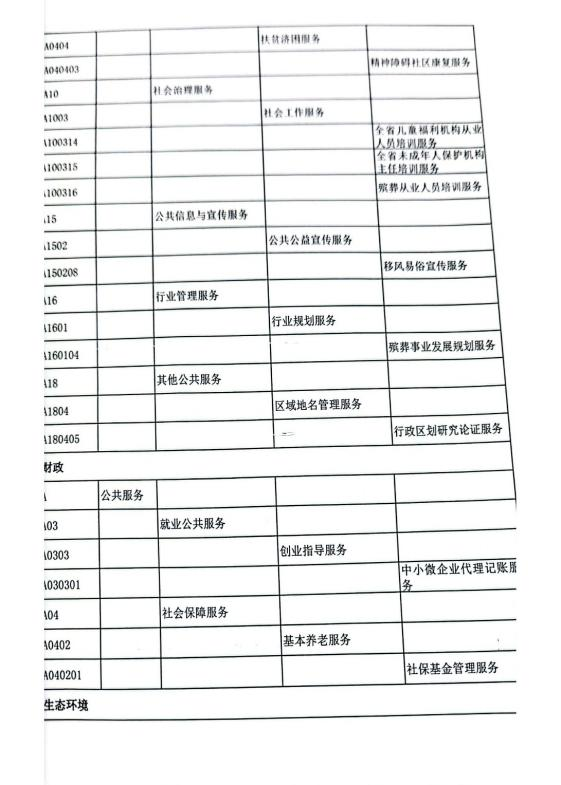 A0404 扶贫济困服务
A040403 精神障碍社区康复服务
A10 社会治理服务
A1003 社会工作服务
A100314 全省儿童福利机构从业
人员培训服务
A100315 全省未成年人保护机构
主任培训服务
A100316 殡葬从业人员培训服务
A15 公共信息与宣传服务
A1502 公共公益宣传服务
A150208 移风易俗宣传服务
A16 行业管理服务
A1601 行业规划服务
A160104 殡葬事业发展规划服务
A18 其他公共服务
A1804 区域地名管理服务
A180405 行政区划研究论证服务
财政
A 公共服务
A03 就业公共服务
A0303 创业指导服务
A030301 中小微企业代理记账服
务
A04 社会保障服务
A0402 基本养老服务
A040201 社保基金管理服务
生态环境